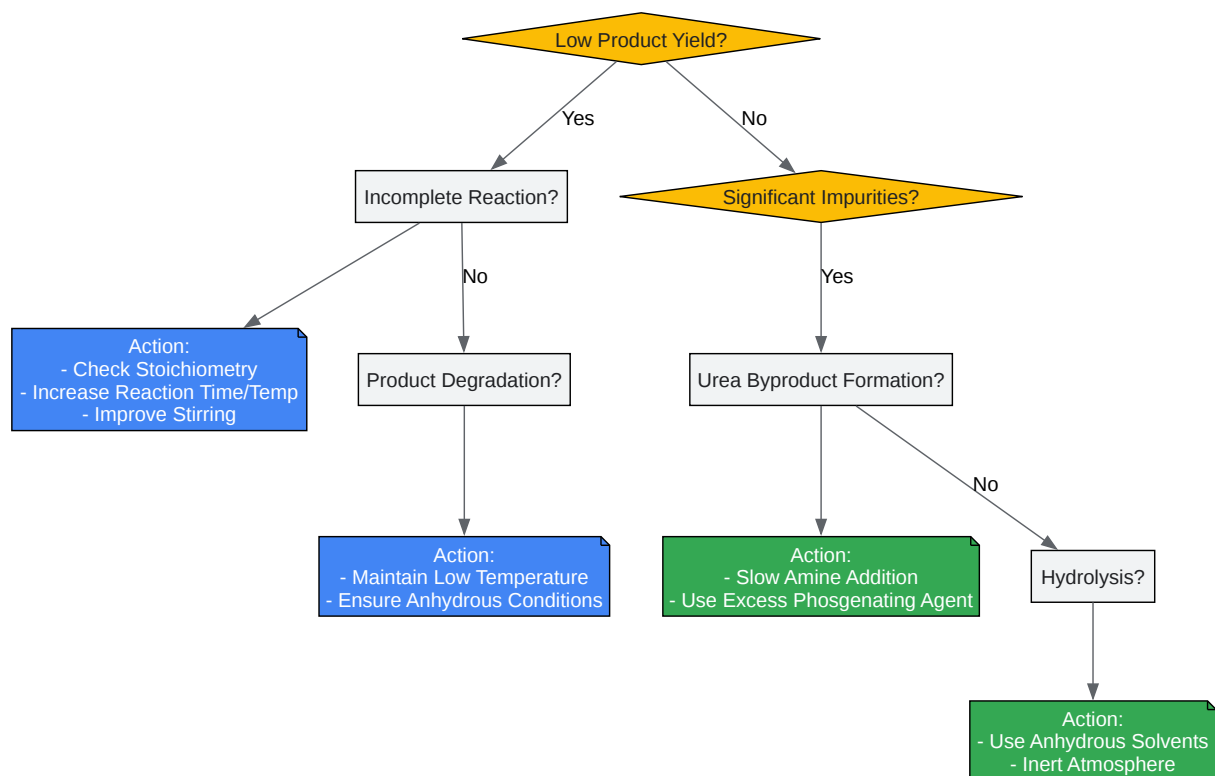 Low Product Yield?
Yes
No
Incomplete Reaction?
Significant Impurities?
No
Yes
Action:
- Check Stoichiometry
- Increase Reaction Time/Temp
- Improve Stirring
Product Degradation?
Urea Byproduct Formation?
No
Action:
- Maintain Low Temperature
- Ensure Anhydrous Conditions
Action:
- Slow Amine Addition
- Use Excess Phosgenating Agent
Hydrolysis?
Action:
- Use Anhydrous Solvents
- Inert Atmosphere